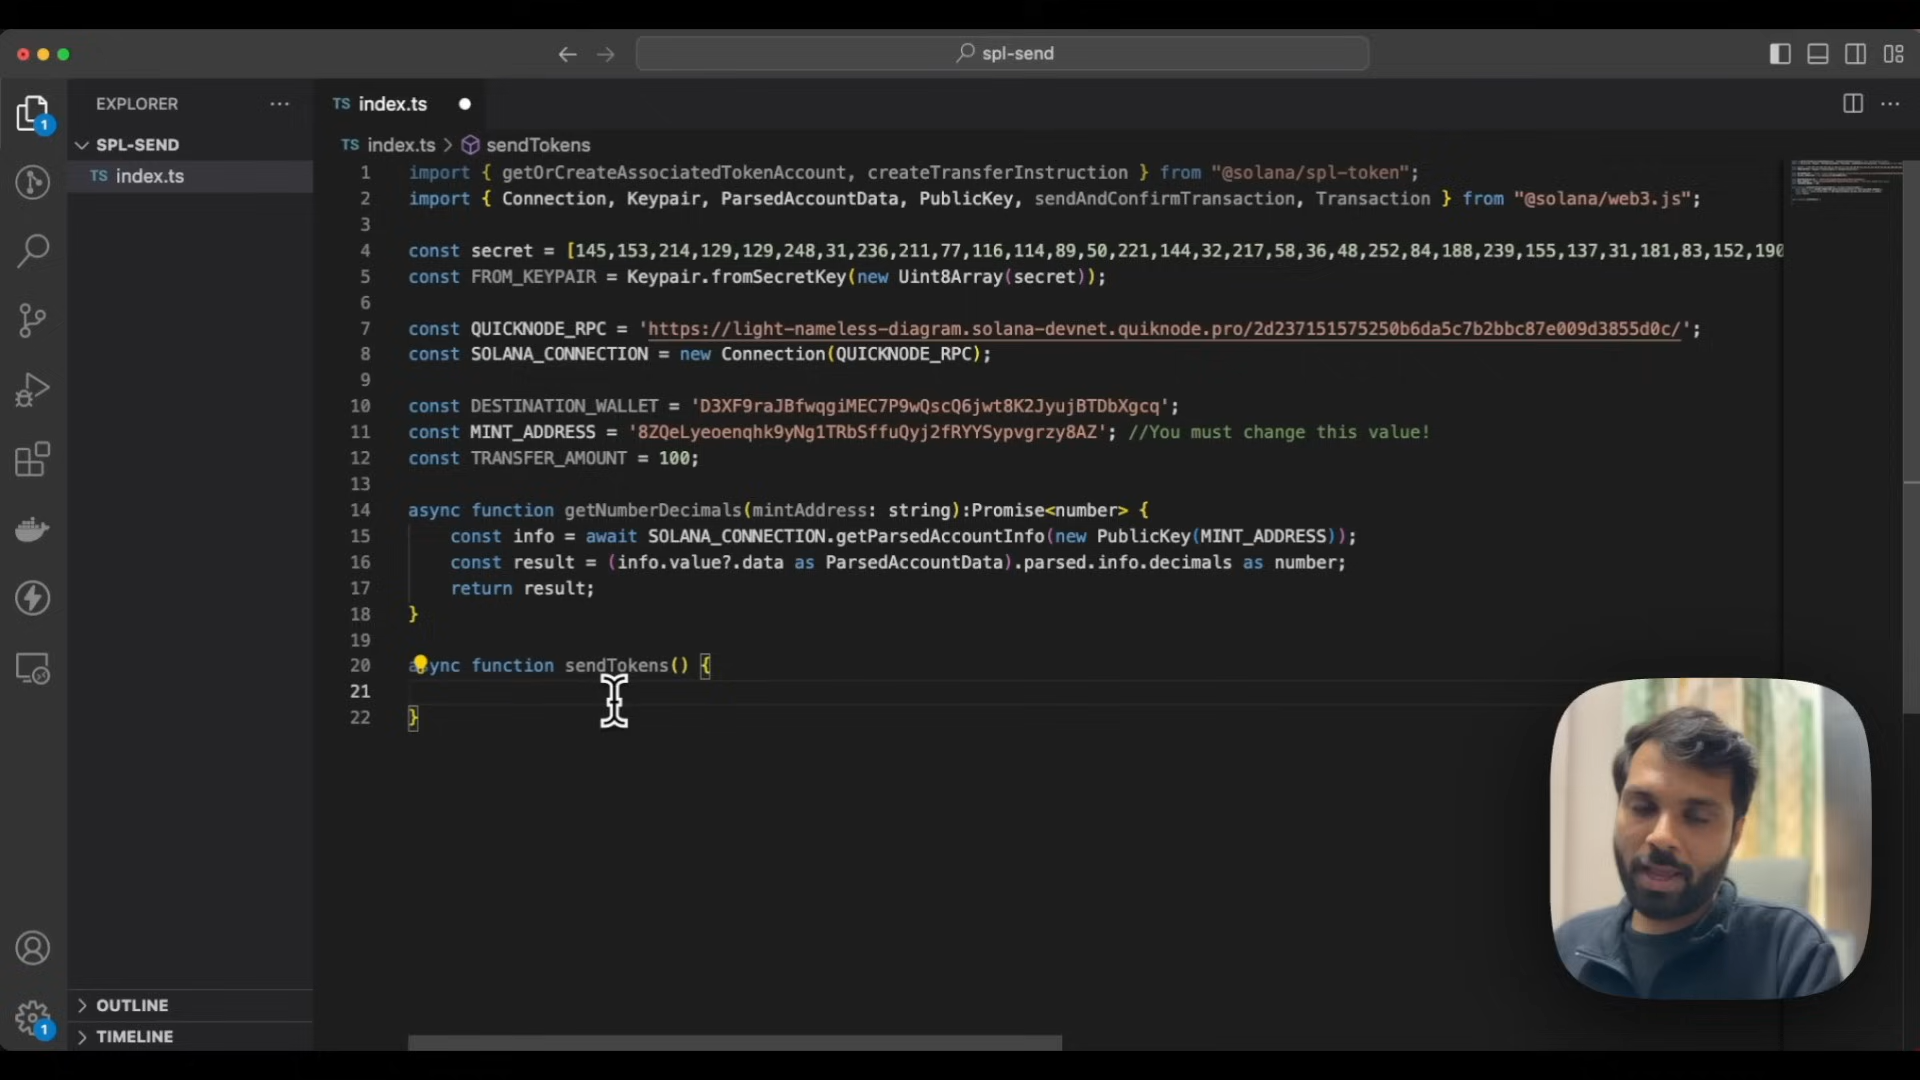 spl-send
EXPLORER
TS index.ts
SPL-SEND
TS index.ts > sendTokens
TS index.ts
1 import { getOrCreateAssociatedTokenAccount, createTransferInstruction } from "@solana/spl-token";
2 import { Connection, Keypair, ParsedAccountData, PublicKey, sendAndConfirmTransaction, Transaction } from "@solana/web3.js";
3
4 const secret = [145,153,214,129,129,248,31,236,211,77,116,114,89,50,221,144,32,217,58,36,48,252,84,188,239,155,137,31,181,83,152,190
5 const FROM_KEYPAIR = Keypair.fromSecretKey(new Uint8Array(secret));
6
7 const QUICKNODE_RPC = 'https://light-nameless-diagram.solana-devnet.quiknode.pro/2d237151575250b6da5c7b2bbc87e009d3855d0c/';
8 const SOLANA_CONNECTION = new Connection(QUICKNODE_RPC);
9
10 const DESTINATION_WALLET = 'D3XF9raJBfwqgiMEC7P9wQscQ6jwt8K2JyujBTDbXgcq';
11 const MINT_ADDRESS = '8ZQeLyeoenqhk9yNg1TRbSffuQyj2fRYYSypvgrzy8AZ'; //You must change this value!
12 const TRANSFER_AMOUNT = 100;
13
14 async function getNumberDecimals(mintAddress: string):Promise<number> {
15 const info = await SOLANA_CONNECTION.getParsedAccountInfo(new PublicKey(MINT_ADDRESS));
16 const result = (info.value?.data as ParsedAccountData).parsed.info.decimals as number;
17 return result;
18 }
19
20 async function sendTokens() {
21
22 }
OUTLINE
TIMELINE
1
1